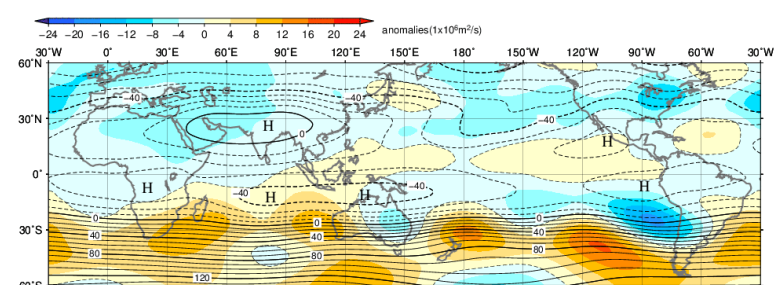 −24 −20 −16 −12 −8 −4 0 4 8 12 16 20 24 anomalies(1x10⁶m²/s)
30°W 0° 30°E 60°E 90°E 120°E 150°E 180° 150°W 120°W 90°W 60°W 30°W
60°N
−40 −40
30°N H 0 −40 H
0° H −40 H H −40 H
30°S 0 0 0
40 40 40
80 80 80
120
60°S